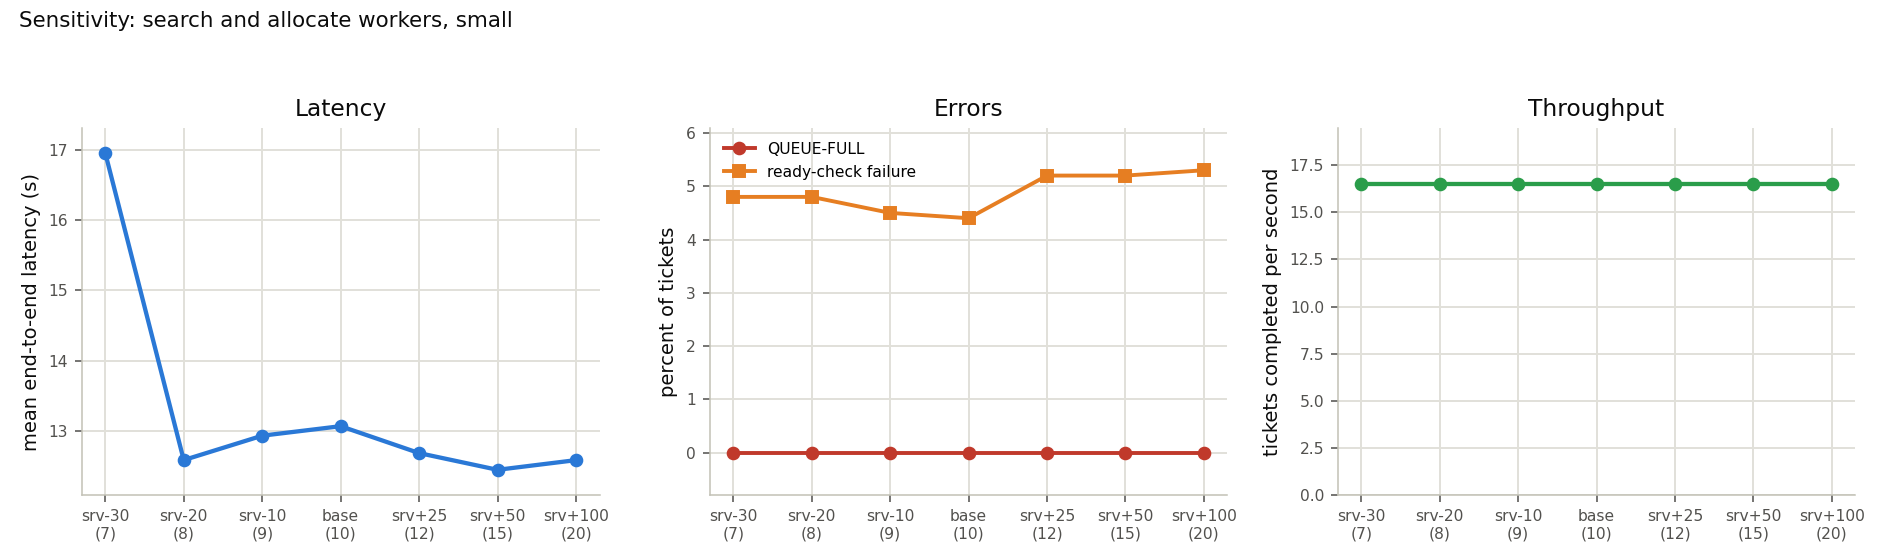 Sensitivity: search and allocate workers, small
Latency
mean end-to-end latency (s)
17
16
15
14
13
srv-30 srv-20 srv-10 base srv+25 srv+50 srv+100
(7) (8) (9) (10) (12) (15) (20)
Errors
percent of tickets
QUEUE-FULL
ready-check failure
6
5
4
3
2
1
0
srv-30 srv-20 srv-10 base srv+25 srv+50 srv+100
(7) (8) (9) (10) (12) (15) (20)
Throughput
tickets completed per second
17.5
15.0
12.5
10.0
7.5
5.0
2.5
0.0
srv-30 srv-20 srv-10 base srv+25 srv+50 srv+100
(7) (8) (9) (10) (12) (15) (20)